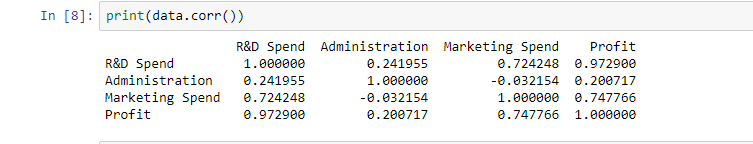 In [8]: print(data.corr())
R&D Spend Administration Marketing Spend Profit
R&D Spend 1.000000 0.241955 0.724248 0.972900
Administration 0.241955 1.000000 -0.032154 0.200717
Marketing Spend 0.724248 -0.032154 1.000000 0.747766
Profit 0.972900 0.200717 0.747766 1.000000